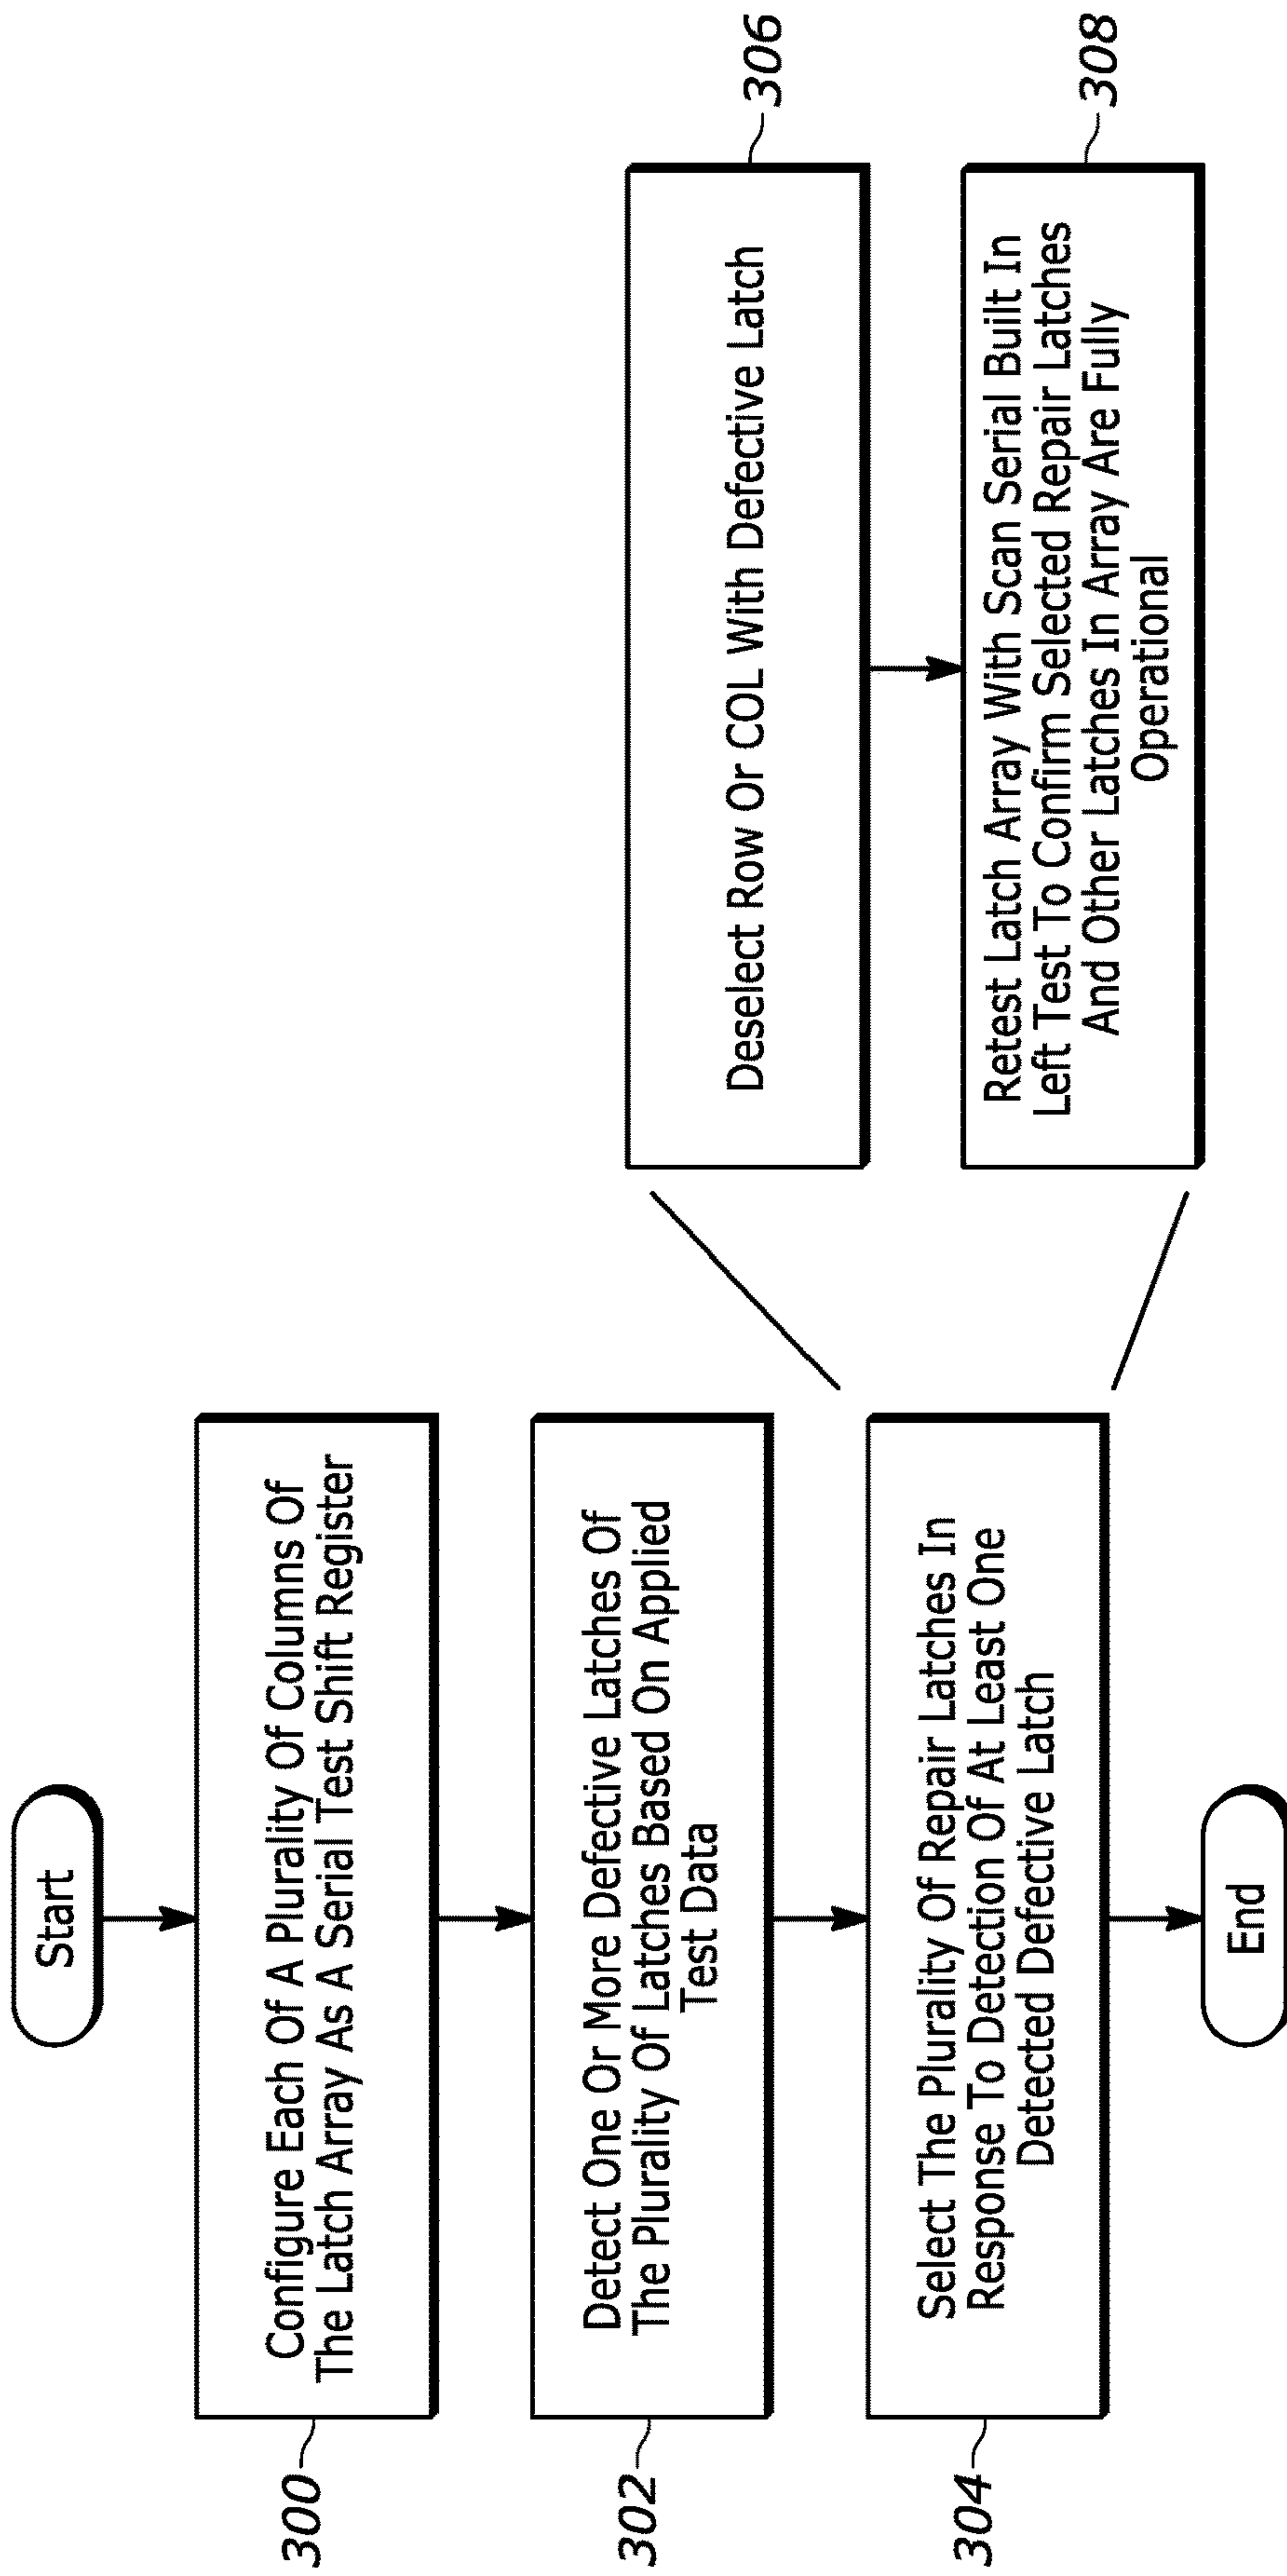 Start
300
Configure Each Of A Plurality Of Columns Of
The Latch Array As A Serial Test Shift Register
302
Detect One Or More Defective Latches Of
The Plurality Of Latches Based On Applied
Test Data
304
Select The Plurality Of Repair Latches In
Response To Detection Of At Least One
Detected Defective Latch
End
306
Deselect Row Or COL With Defective Latch
308
Retest Latch Array With Scan Serial Built In
Left Test To Confirm Selected Repair Latches
And Other Latches In Array Are Fully
Operational